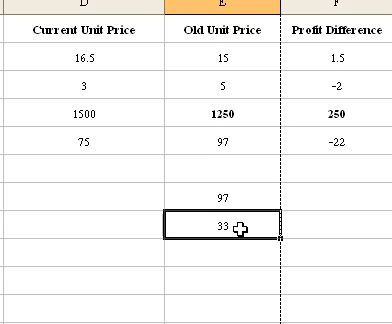 D E F
Current Unit Price Old Unit Price Profit Difference
16.5 15 1.5
3 5 -2
1500 1250 250
75 97 -22
97
33